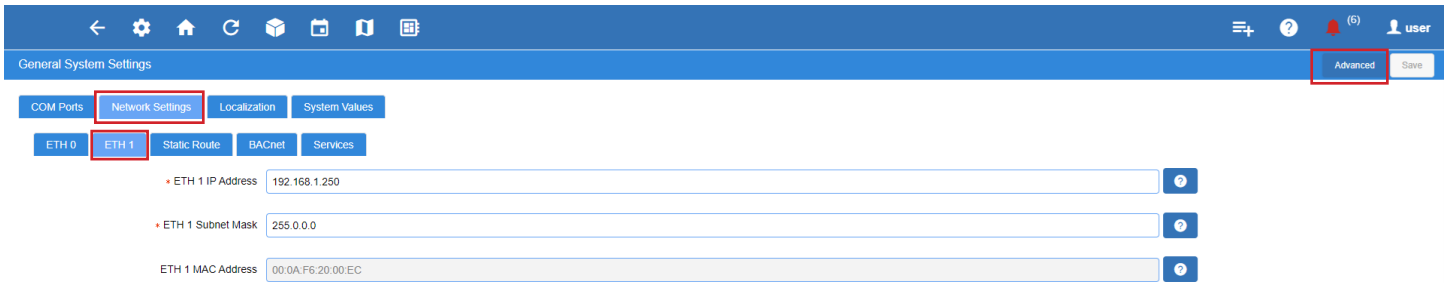 (6) user
General System Settings Advanced Save
COM Ports Network Settings Localization System Values
ETH 0 ETH 1 Static Route BACnet Services
* ETH 1 IP Address 192.168.1.250
* ETH 1 Subnet Mask 255.0.0.0
ETH 1 MAC Address 00:0A:F6:20:00:EC